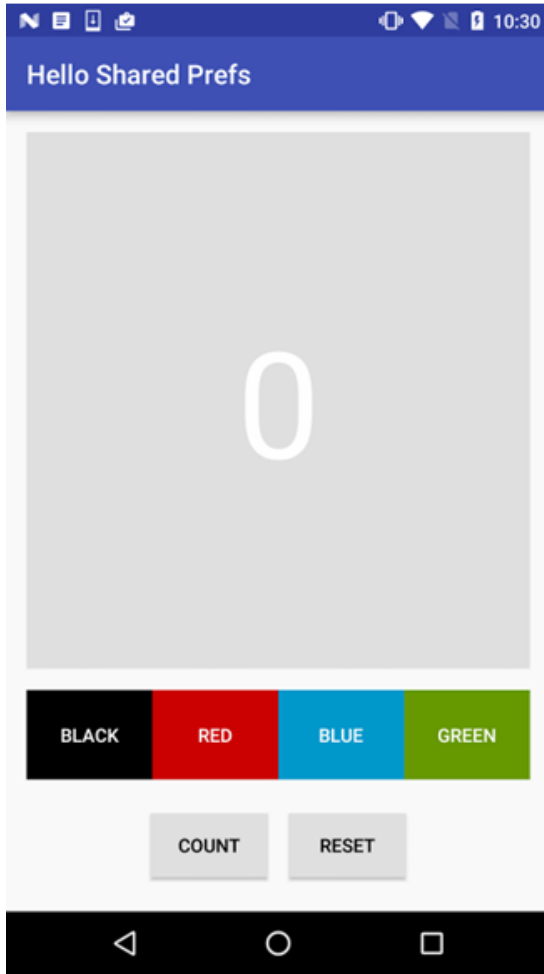 10:30
Hello Shared Prefs
0
BLACK RED BLUE GREEN
COUNT RESET